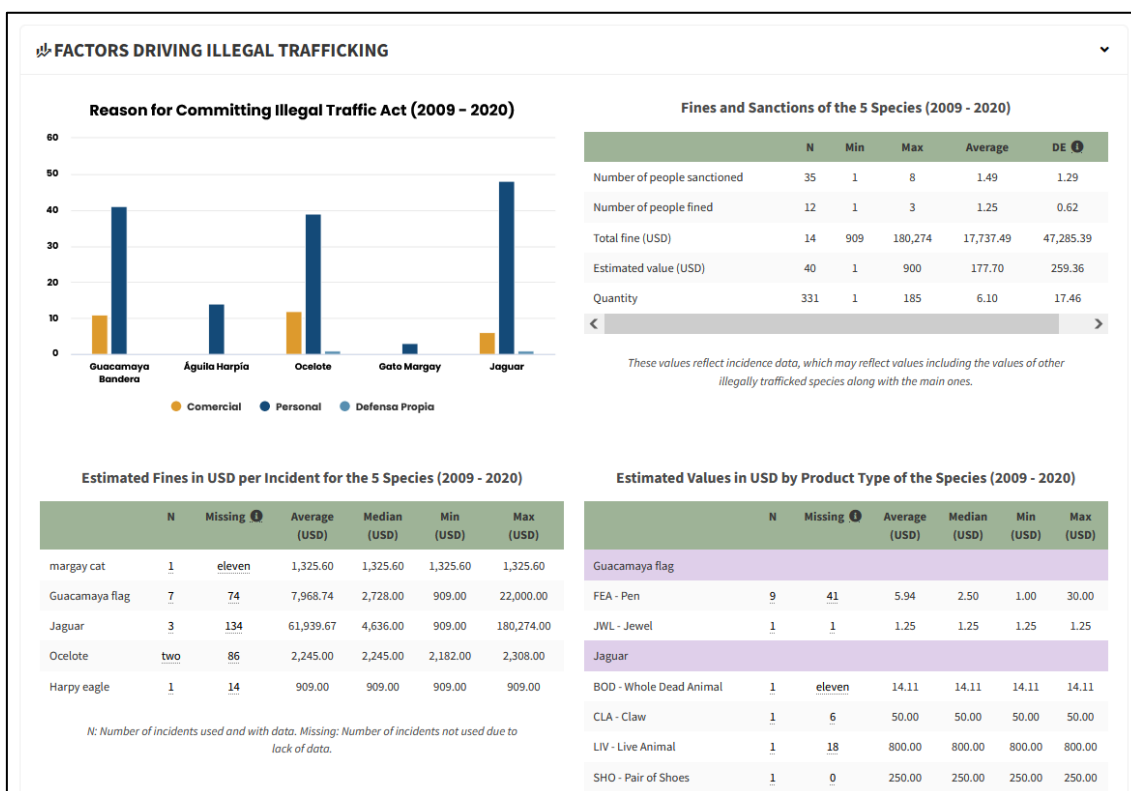 FACTORS DRIVING ILLEGAL TRAFFICKING
Reason for Committing Illegal Traffic Act (2009 - 2020)
60
50
40
30
20
10
0
Guacamaya Bandera Águila Harpía Ocelote Gato Margay Jaguar
Comercial Personal Defensa Propia
Fines and Sanctions of the 5 Species (2009 - 2020)
N Min Max Average DE
Number of people sanctioned 35 1 8 1.49 1.29
Number of people fined 12 1 3 1.25 0.62
Total fine (USD) 14 909 180,274 17,737.49 47,285.39
Estimated value (USD) 40 1 900 177.70 259.36
Quantity 331 1 185 6.10 17.46
These values reflect incidence data, which may reflect values including the values of other
illegally trafficked species along with the main ones.
Estimated Fines in USD per Incident for the 5 Species (2009 - 2020)
N Missing Average (USD) Median (USD) Min (USD) Max (USD)
margay cat 1 eleven 1,325.60 1,325.60 1,325.60 1,325.60
Guacamaya flag 7 74 7,968.74 2,728.00 909.00 22,000.00
Jaguar 3 134 61,939.67 4,636.00 909.00 180,274.00
Ocelote two 86 2,245.00 2,245.00 2,182.00 2,308.00
Harpy eagle 1 14 909.00 909.00 909.00 909.00
N: Number of incidents used and with data. Missing: Number of incidents not used due to
lack of data.
Estimated Values in USD by Product Type of the Species (2009 - 2020)
N Missing Average (USD) Median (USD) Min (USD) Max (USD)
Guacamaya flag
FEA - Pen 9 41 5.94 2.50 1.00 30.00
JWL - Jewel 1 1 1.25 1.25 1.25 1.25
Jaguar
BOD - Whole Dead Animal 1 eleven 14.11 14.11 14.11 14.11
CLA - Claw 1 6 50.00 50.00 50.00 50.00
LIV - Live Animal 1 18 800.00 800.00 800.00 800.00
SHO - Pair of Shoes 1 0 250.00 250.00 250.00 250.00